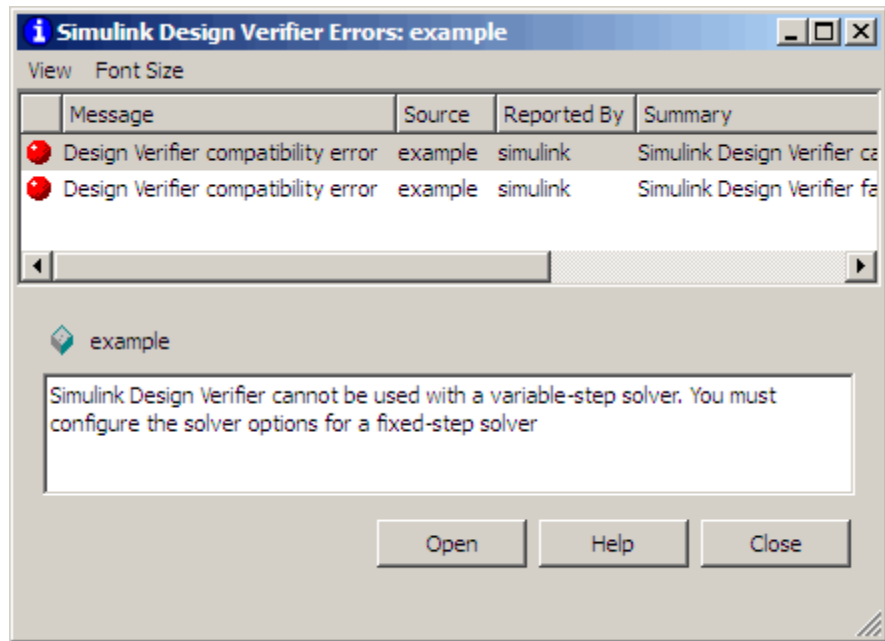 Simulink Design Verifier Errors: example
View Font Size
Message Source Reported By Summary
Design Verifier compatibility error example simulink Simulink Design Verifier ca
Design Verifier compatibility error example simulink Simulink Design Verifier fa
example
Simulink Design Verifier cannot be used with a variable-step solver. You must
configure the solver options for a fixed-step solver
Open Help Close